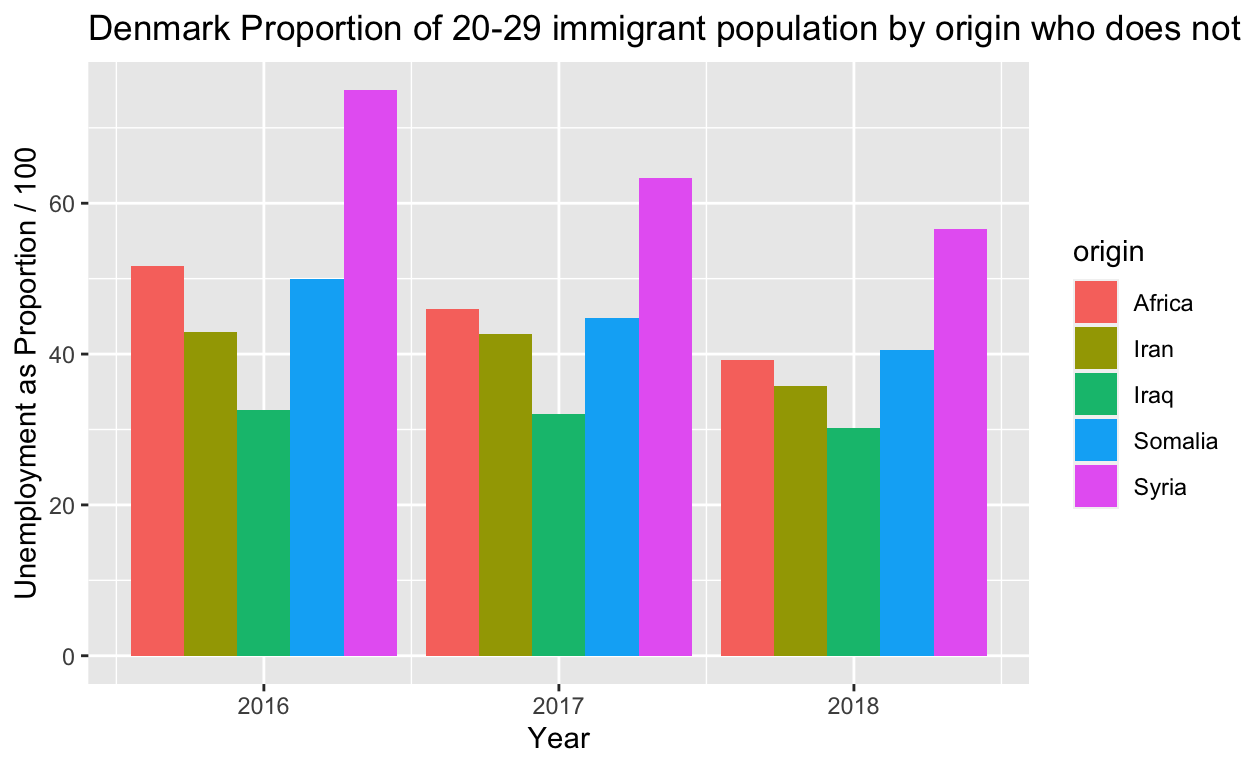 Denmark Proportion of 20-29 immigrant population by origin who does not
Unemployment as Proportion / 100
60
40
20
0
2016 2017 2018
Year
origin
Africa
Iran
Iraq
Somalia
Syria